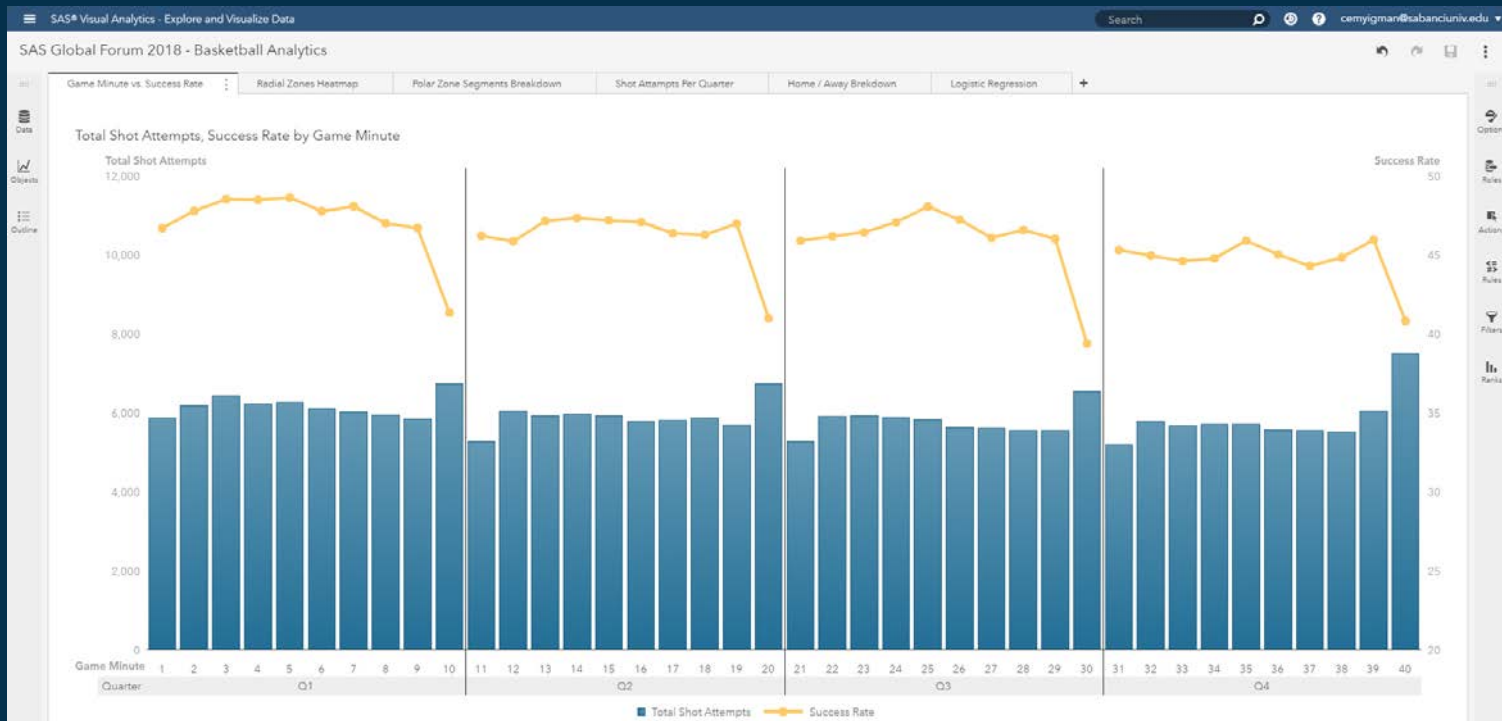 SAS® Visual Analytics - Explore and Visualize Data Search cemyigman@sabanciuniv.edu
SAS Global Forum 2018 - Basketball Analytics
Game Minute vs. Success Rate Radial Zones Heatmap Polar Zone Segments Breakdown Shot Attampts Per Quarter Home / Away Brekdown Logistic Regression +
Data
Objects
Outline
Total Shot Attempts, Success Rate by Game Minute
Total Shot Attempts Success Rate
12,000 50
10,000 45
8,000 40
6,000 35
4,000 30
2,000 25
0 20
Game Minute 1 2 3 4 5 6 7 8 9 10 11 12 13 14 15 16 17 18 19 20 21 22 23 24 25 26 27 28 29 30 31 32 33 34 35 36 37 38 39 40
Quarter Q1 Q2 Q3 Q4
Total Shot Attempts Success Rate
Option
Roles
Action
Rules
Filters
Ranks